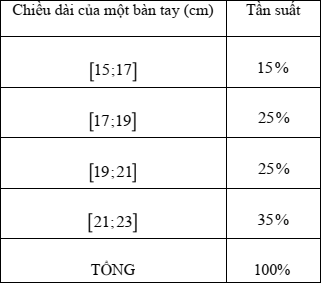 Chiều dài của một bàn tay (cm) Tần suất
[15;17] 15%
[17;19] 25%
[19;21] 25%
[21;23] 35%
TỔNG 100%